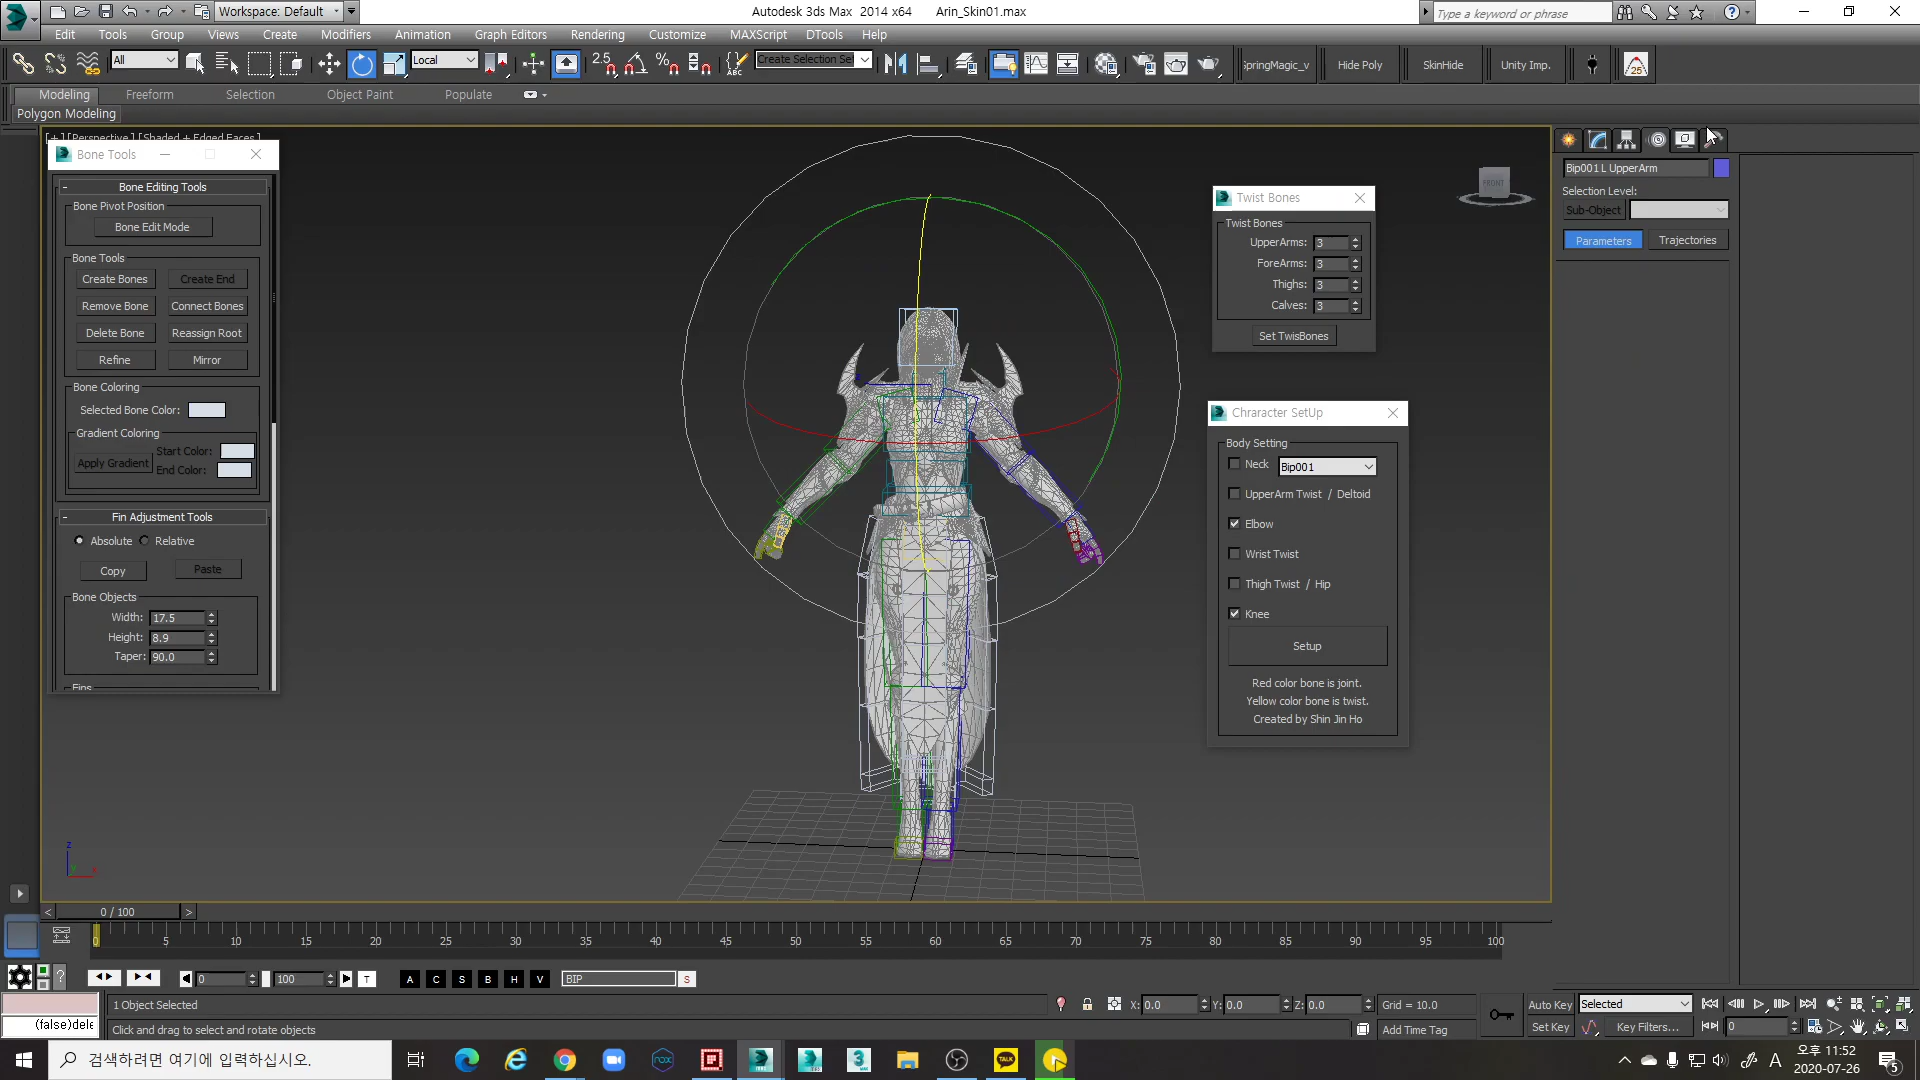 Workspace: Default
Autodesk 3ds Max 2014 x64 Arin_Skin01.max
Type a keyword or phrase
Edit Tools Group Views Create Modifiers Animation Graph Editors Rendering Customize MAXScript DTools Help
All
Local
2.5
Create Selection Set
SpringMagic_v
Hide Poly
SkinHide
Unity Imp.
25
Modeling Freeform Selection Object Paint Populate
Polygon Modeling
[+] [Perspective] [Shaded + Edged Faces]
Bone Tools
Bone Editing Tools
Bone Pivot Position
Bone Edit Mode
Bone Tools
Create Bones Create End
Remove Bone Connect Bones
Delete Bone Reassign Root
Refine Mirror
Bone Coloring
Selected Bone Color:
Gradient Coloring
Start Color:
Apply Gradient
End Color:
Fin Adjustment Tools
Absolute Relative
Copy Paste
Bone Objects
Width: 17.5
Height: 8.9
Taper: 90.0
Fins
Twist Bones
Twist Bones
UpperArms: 3
ForeArms: 3
Thighs: 3
Calves: 3
Set TwisBones
Chraracter SetUp
Body Setting
Neck Bip001
UpperArm Twist / Deltoid
Elbow
Wrist Twist
Thigh Twist / Hip
Knee
Setup
Red color bone is joint.
Yellow color bone is twist.
Created by Shin Jin Ho
FRONT
Bip001 L UpperArm
Selection Level:
Sub-Object
Parameters Trajectories
z
x
< 0 / 100 >
0 5 10 15 20 25 30 35 40 45 50 55 60 65 70 75 80 85 90 95 100
0 100 T A C S B H V BIP S
1 Object Selected
X: 0.0 Y: 0.0 Z: 0.0 Grid = 10.0
Auto Key Selected
(false)dele
Click and drag to select and rotate objects
Add Time Tag
Set Key Key Filters... 0
검색하려면 여기에 입력하십시오.
TALK
A
오후 11:52
2020-07-26
5